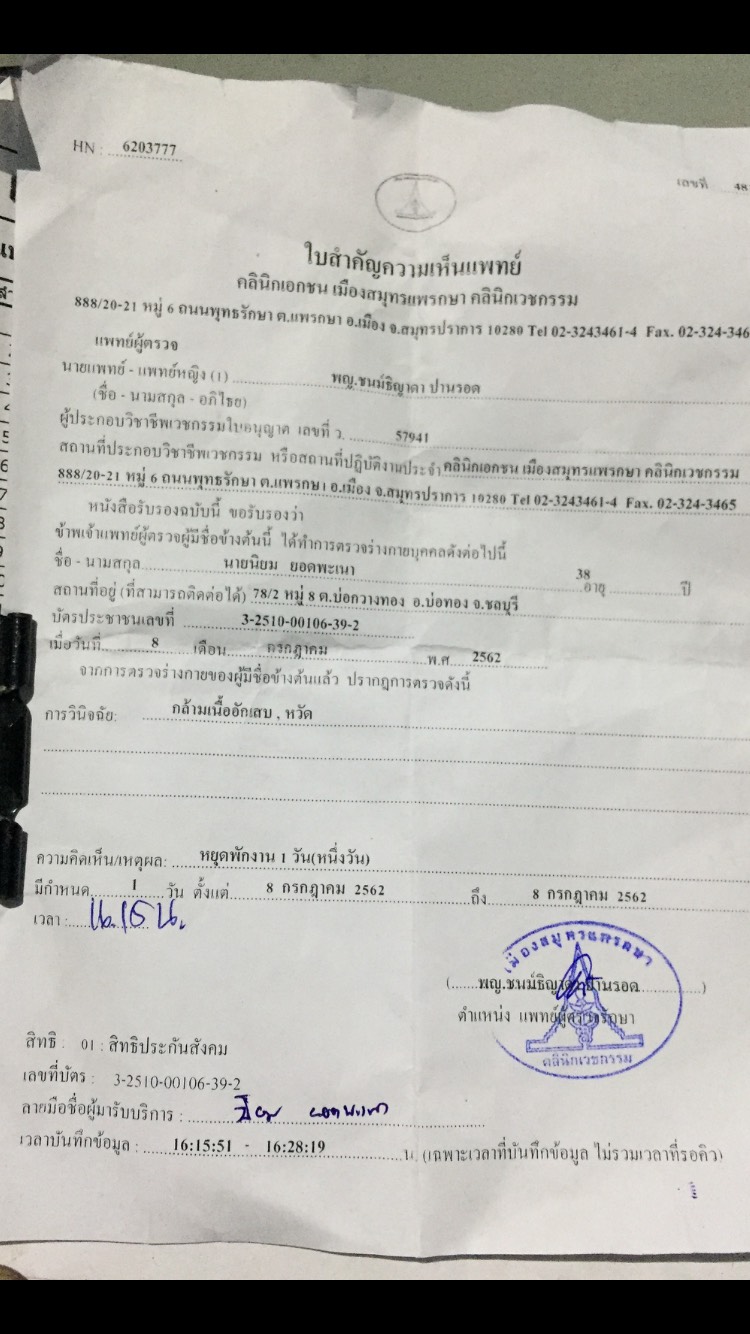 HN : 6203777
เลขที่ 48
ใบสำคัญความเห็นแพทย์
คลินิกเอกชน เมืองสมุทรแพรกษา คลินิกเวชกรรม
888/20-21 หมู่ 6 ถนนพุทธรักษา ต.แพรกษา อ.เมือง จ.สมุทรปราการ 10280 Tel 02-3243461-4 Fax. 02-324-346
แพทย์ผู้ตรวจ
นายแพทย์ - แพทย์หญิง (1) พญ.ชนม์ธิญาดา ปานรอด
(ชื่อ - นามสกุล - อภิไธย)
ผู้ประกอบวิชาชีพเวชกรรมใบอนุญาต เลขที่ ว. 57941
สถานที่ประกอบวิชาชีพเวชกรรม หรือสถานที่ปฏิบัติงานประจำ คลินิกเอกชน เมืองสมุทรแพรกษา คลินิกเวชกรรม
888/20-21 หมู่ 6 ถนนพุทธรักษา ต.แพรกษา อ.เมือง จ.สมุทรปราการ 10280 Tel 02-3243461-4 Fax. 02-324-3465
หนังสือรับรองฉบับนี้ ขอรับรองว่า
ข้าพเจ้าแพทย์ผู้ตรวจผู้มีชื่อข้างต้นนี้ ได้ทำการตรวจร่างกายบุคคลดังต่อไปนี้
ชื่อ - นามสกุล นายนิยม ยอดพะเนา อายุ 38 ปี
สถานที่อยู่ (ที่สามารถติดต่อได้) 78/2 หมู่ 8 ต.บ่อกวางทอง อ.บ่อทอง จ.ชลบุรี
บัตรประชาชนเลขที่ 3-2510-00106-39-2
เมื่อวันที่ 8 เดือน กรกฎาคม พ.ศ. 2562
จากการตรวจร่างกายของผู้มีชื่อข้างต้นแล้ว ปรากฏการตรวจดังนี้
การวินิจฉัย: กล้ามเนื้ออักเสบ , หวัด
ความคิดเห็น/เหตุผล: หยุดพักงาน 1 วัน(หนึ่งวัน)
มีกำหนด 1 วัน ตั้งแต่ 8 กรกฎาคม 2562 ถึง 8 กรกฎาคม 2562
เวลา :
เมืองสมุทรแพรกษา
(พญ.ชนม์ธิญาดา ปานรอด)
ตำแหน่ง แพทย์ผู้ตรวจรักษา
คลินิกเวชกรรม
สิทธิ : 01 : สิทธิประกันสังคม
เลขที่บัตร : 3-2510-00106-39-2
ลายมือชื่อผู้มารับบริการ : นิยม ยอดพะเนา
เวลาบันทึกข้อมูล : 16:15:51 - 16:28:19 น. (เฉพาะเวลาที่บันทึกข้อมูล ไม่รวมเวลาที่รอคิว)